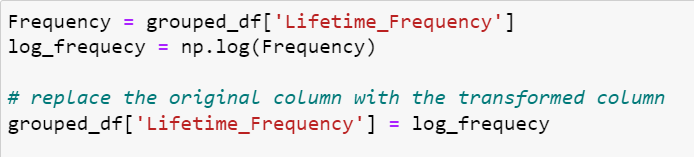 Frequency = grouped_df['Lifetime_Frequency']
log_frequecy = np.log(Frequency)
# replace the original column with the transformed column
grouped_df['Lifetime_Frequency'] = log_frequecy